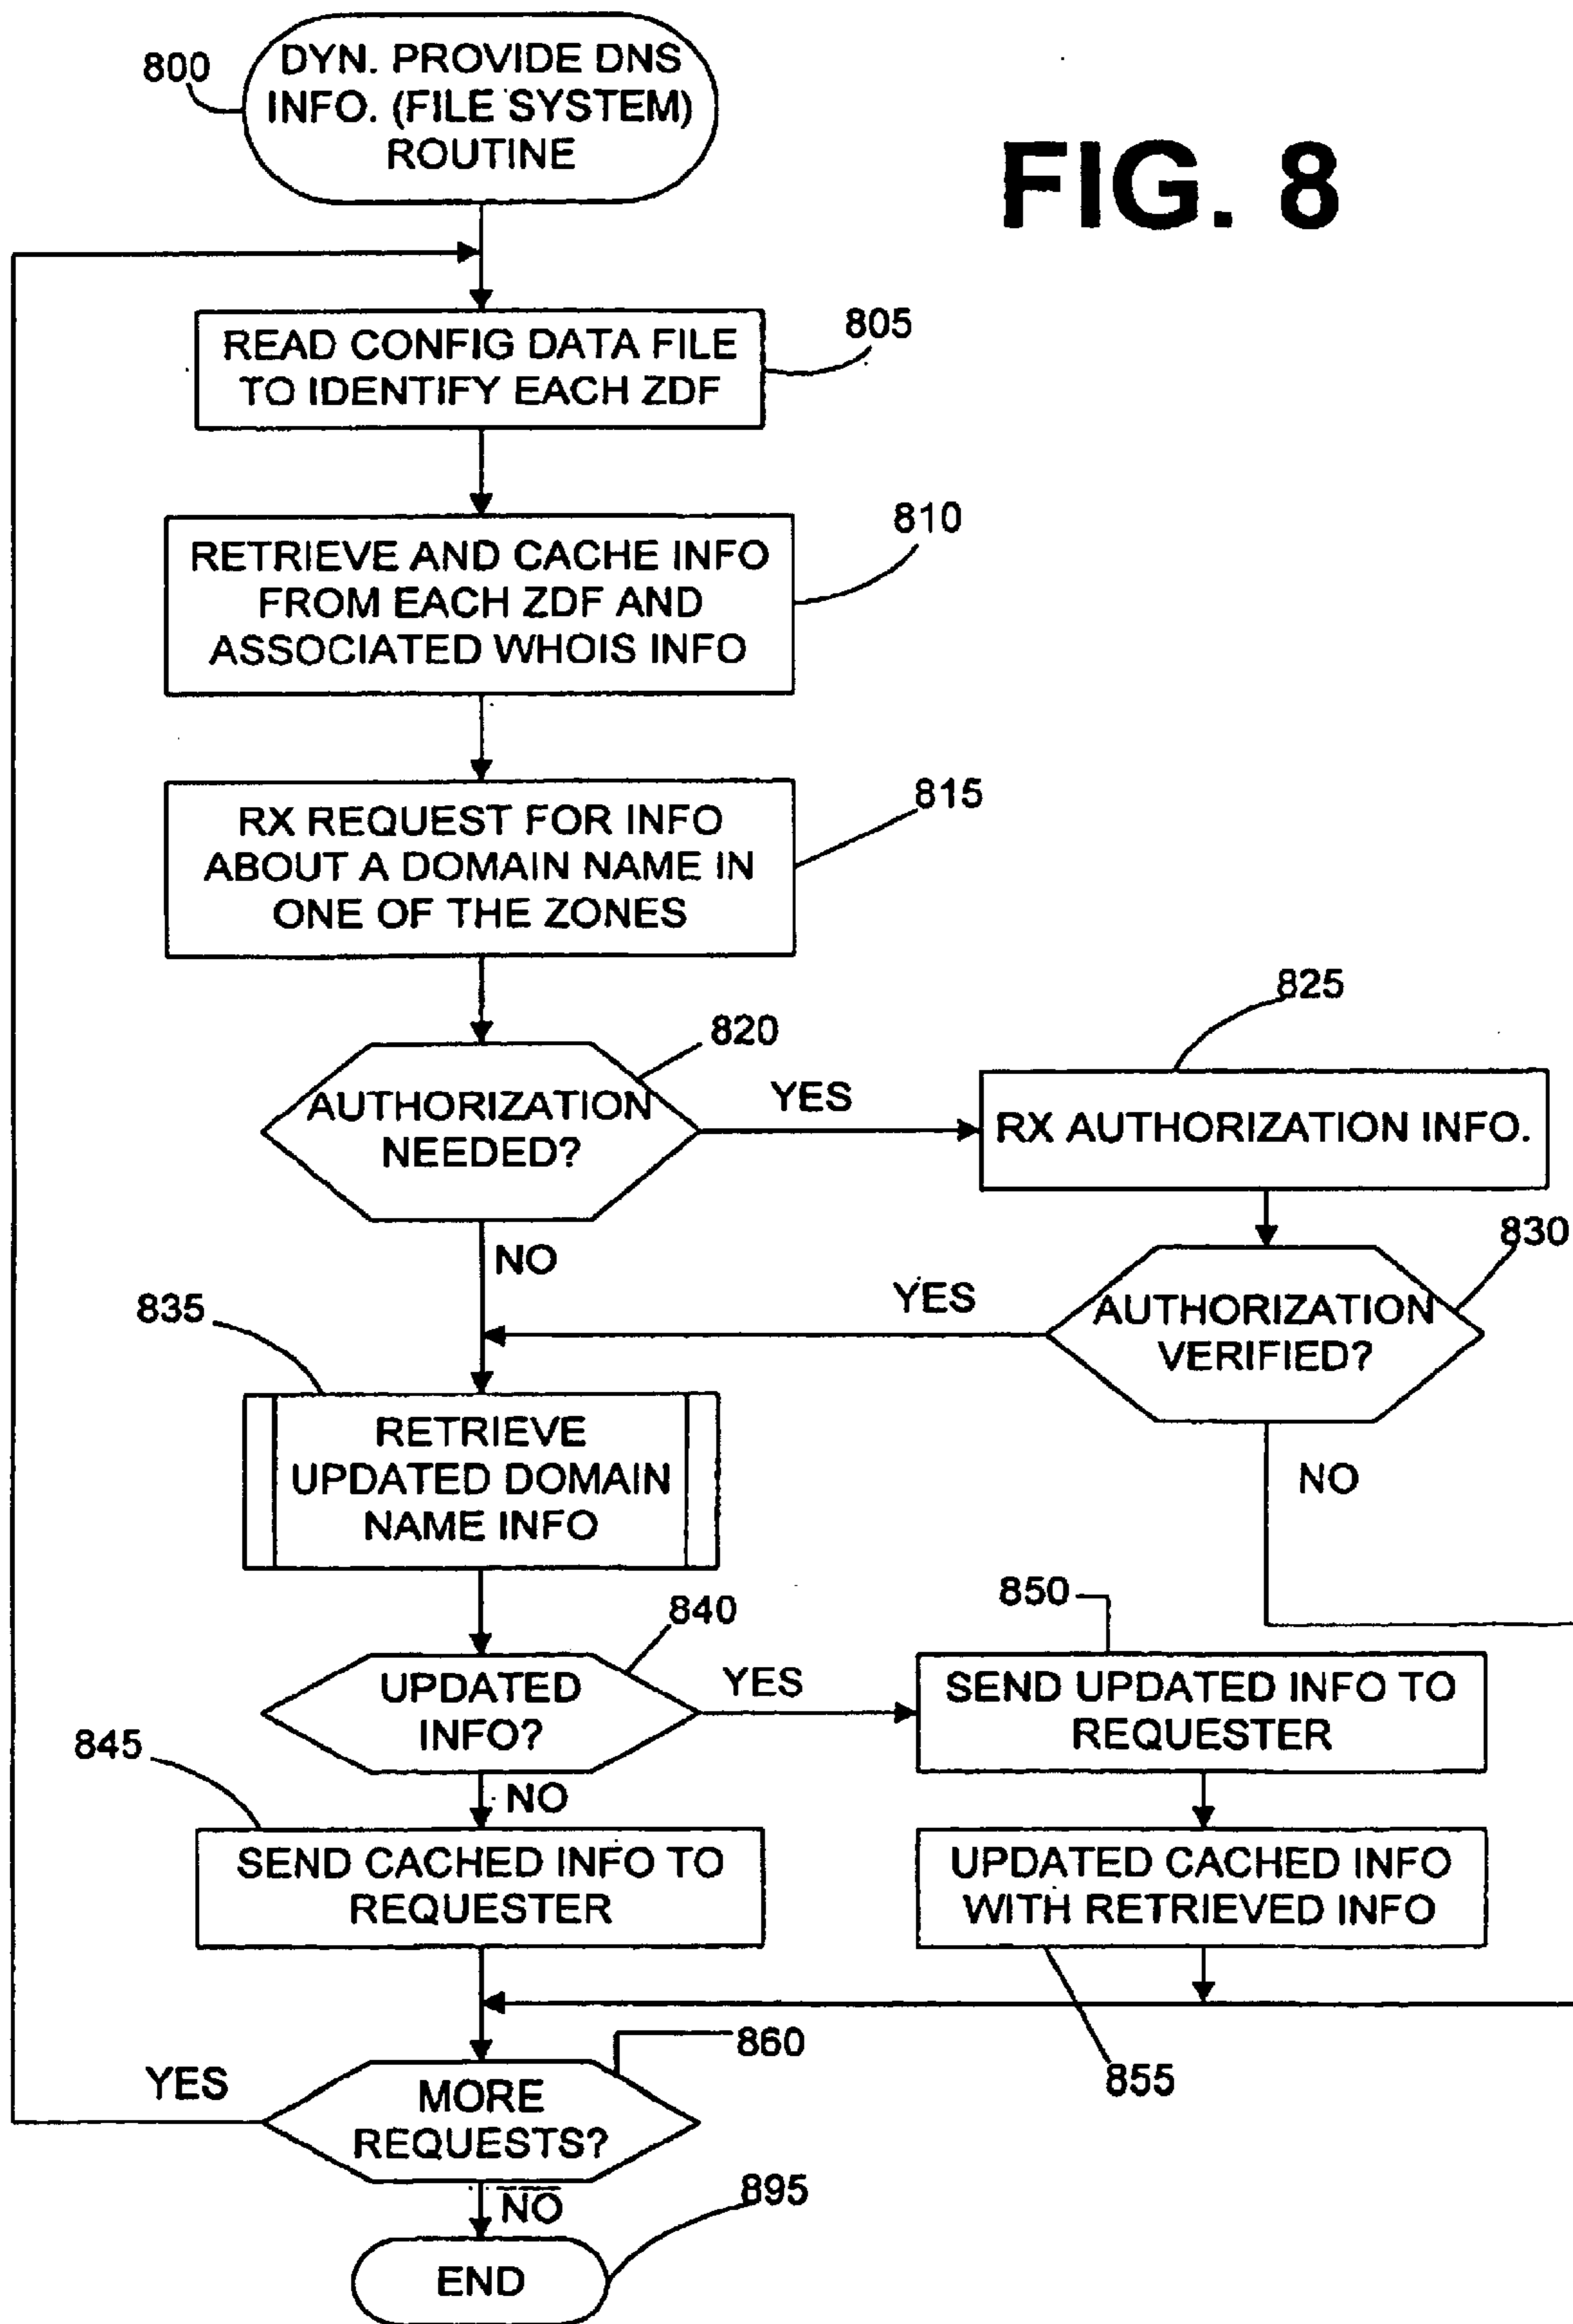 800
DYN. PROVIDE DNS
INFO. (FILE SYSTEM)
ROUTINE
FIG. 8
READ CONFIG DATA FILE
TO IDENTIFY EACH ZDF
805
RETRIEVE AND CACHE INFO
FROM EACH ZDF AND
ASSOCIATED WHOIS INFO
810
RX REQUEST FOR INFO
ABOUT A DOMAIN NAME IN
ONE OF THE ZONES
815
AUTHORIZATION
NEEDED?
820
YES
NO
825
RX AUTHORIZATION INFO.
830
AUTHORIZATION
VERIFIED?
YES
NO
835
RETRIEVE
UPDATED DOMAIN
NAME INFO
840
UPDATED
INFO?
YES
NO
850
SEND UPDATED INFO TO
REQUESTER
845
SEND CACHED INFO TO
REQUESTER
UPDATED CACHED INFO
WITH RETRIEVED INFO
855
860
MORE
REQUESTS?
YES
NO
895
END